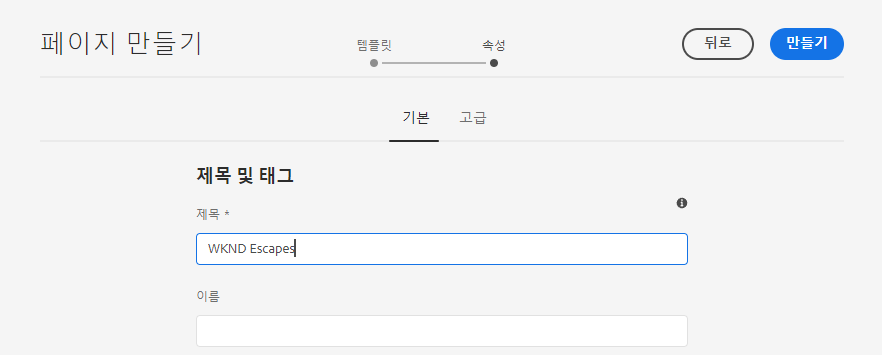 페이지 만들기
템플릿
속성
뒤로
만들기
기본
고급
제목 및 태그
제목 *
WKND Escapes
이름